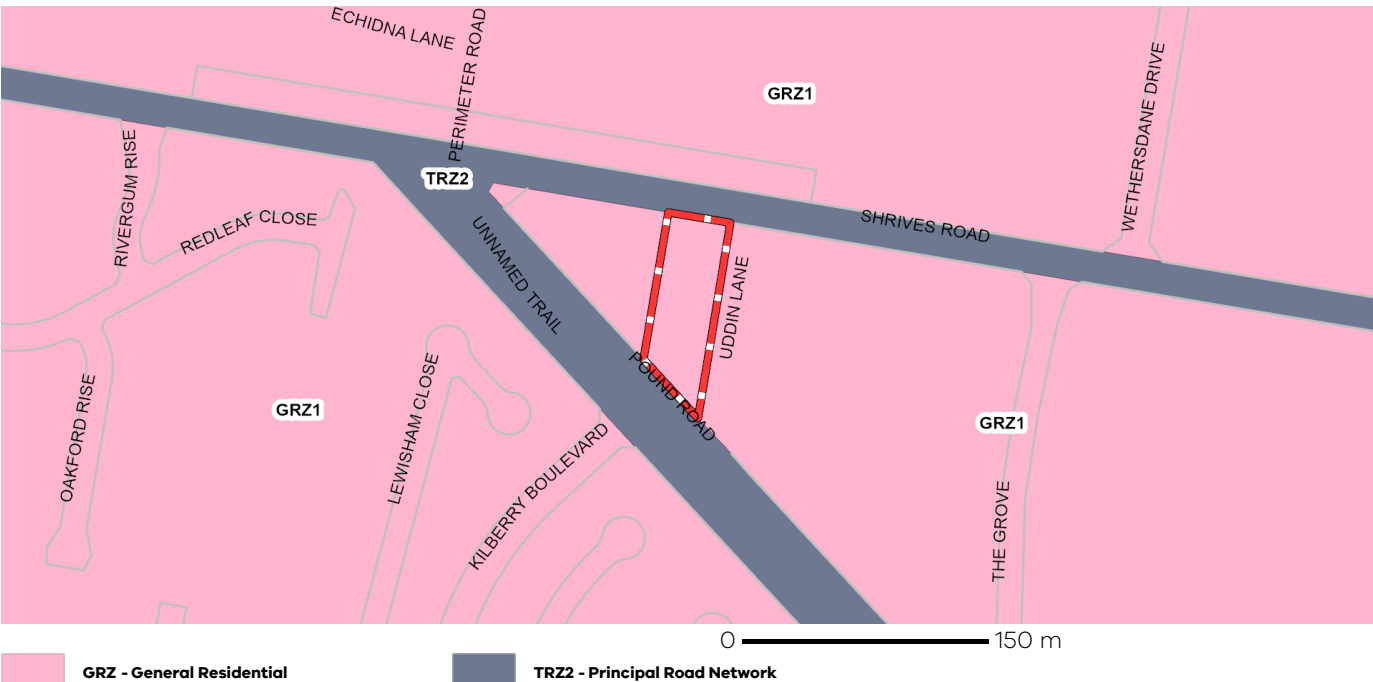 ECHIDNA LANE
PERIMETER ROAD
WETHERSDANE DRIVE
GRZ1
RIVERGUM RISE
TRZ2
REDLEAF CLOSE
UNNAMED TRAIL
SHRIVES ROAD
UDDIN LANE
POUND ROAD
OAKFORD RISE
GRZ1
LEWISHAM CLOSE
KILBERRY BOULEVARD
GRZ1
THE GROVE
0 150 m
GRZ - General Residential
TRZ2 - Principal Road Network